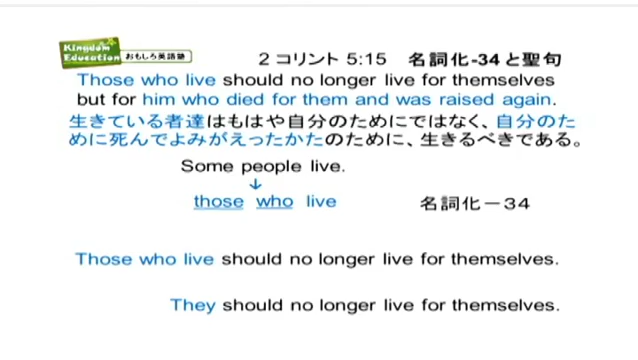 Kingdom
Education おもしろ英語塾
2 コリント 5:15 名詞化-34 と聖句
Those who live should no longer live for themselves
but for him who died for them and was raised again.
生きている者達はもはや自分のためにではなく、自分のた
めに死んでよみがえったかたのために、生きるべきである。
Some people live.
↓
those who live 名詞化－34
Those who live should no longer live for themselves.
They should no longer live for themselves.